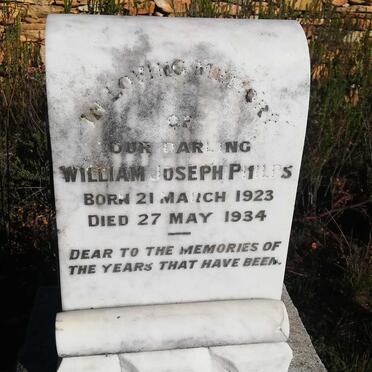 IN LOVING MEMORY
OF
OUR DARLING
WILLIAM JOSEPH PHILPS
BORN 21 MARCH 1923
DIED 27 MAY 1934
DEAR TO THE MEMORIES OF
THE YEARS THAT HAVE BEEN.